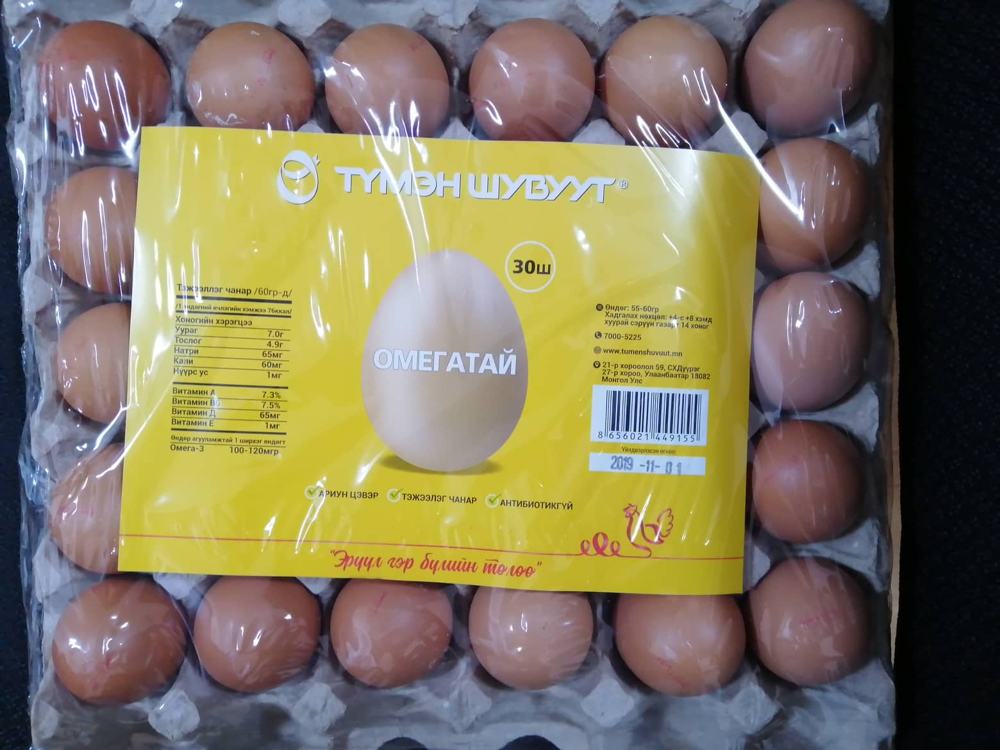 ТҮМЭН ШУВУУТ®
30ш
Тэжээллэг чанар /60гр-д/
/1 өндөгний илчлэгийн хэмжээ 76ккал/
Хоногийн хэрэгцээ
Уураг 7.0г
Тослог 4.9г
Натри 65мг
Кали 60мг
Нүүрс ус 1мг
Витамин А 7.3%
Витамин В6 7.5%
Витамин Д 65мг
Витамин Е 1мг
Өндөр агууламжтай 1 ширхэг өндөгт
Омега-3 100-120мгр
ОМЕГАТАЙ
Өндөг: 55-60гр
Хадгалах нөхцөл: +4-с +8 хэмд
хуурай сэрүүн газарт 14 хоног
7000-5225
www.tumenshuvuut.mn
21-р хороолол 59, СХДүүрэг
27-р хороо, Улаанбаатар 18082
Монгол Улс
8 656021 449155
Үйлдвэрлэсэн огноо:
2019 -11- 01
АРИУН ЦЭВЭР ТЭЖЭЭЛЭГ ЧАНАР АНТИБИОТИКГҮЙ
"Эрүүл гэр бүлийн төлөө"